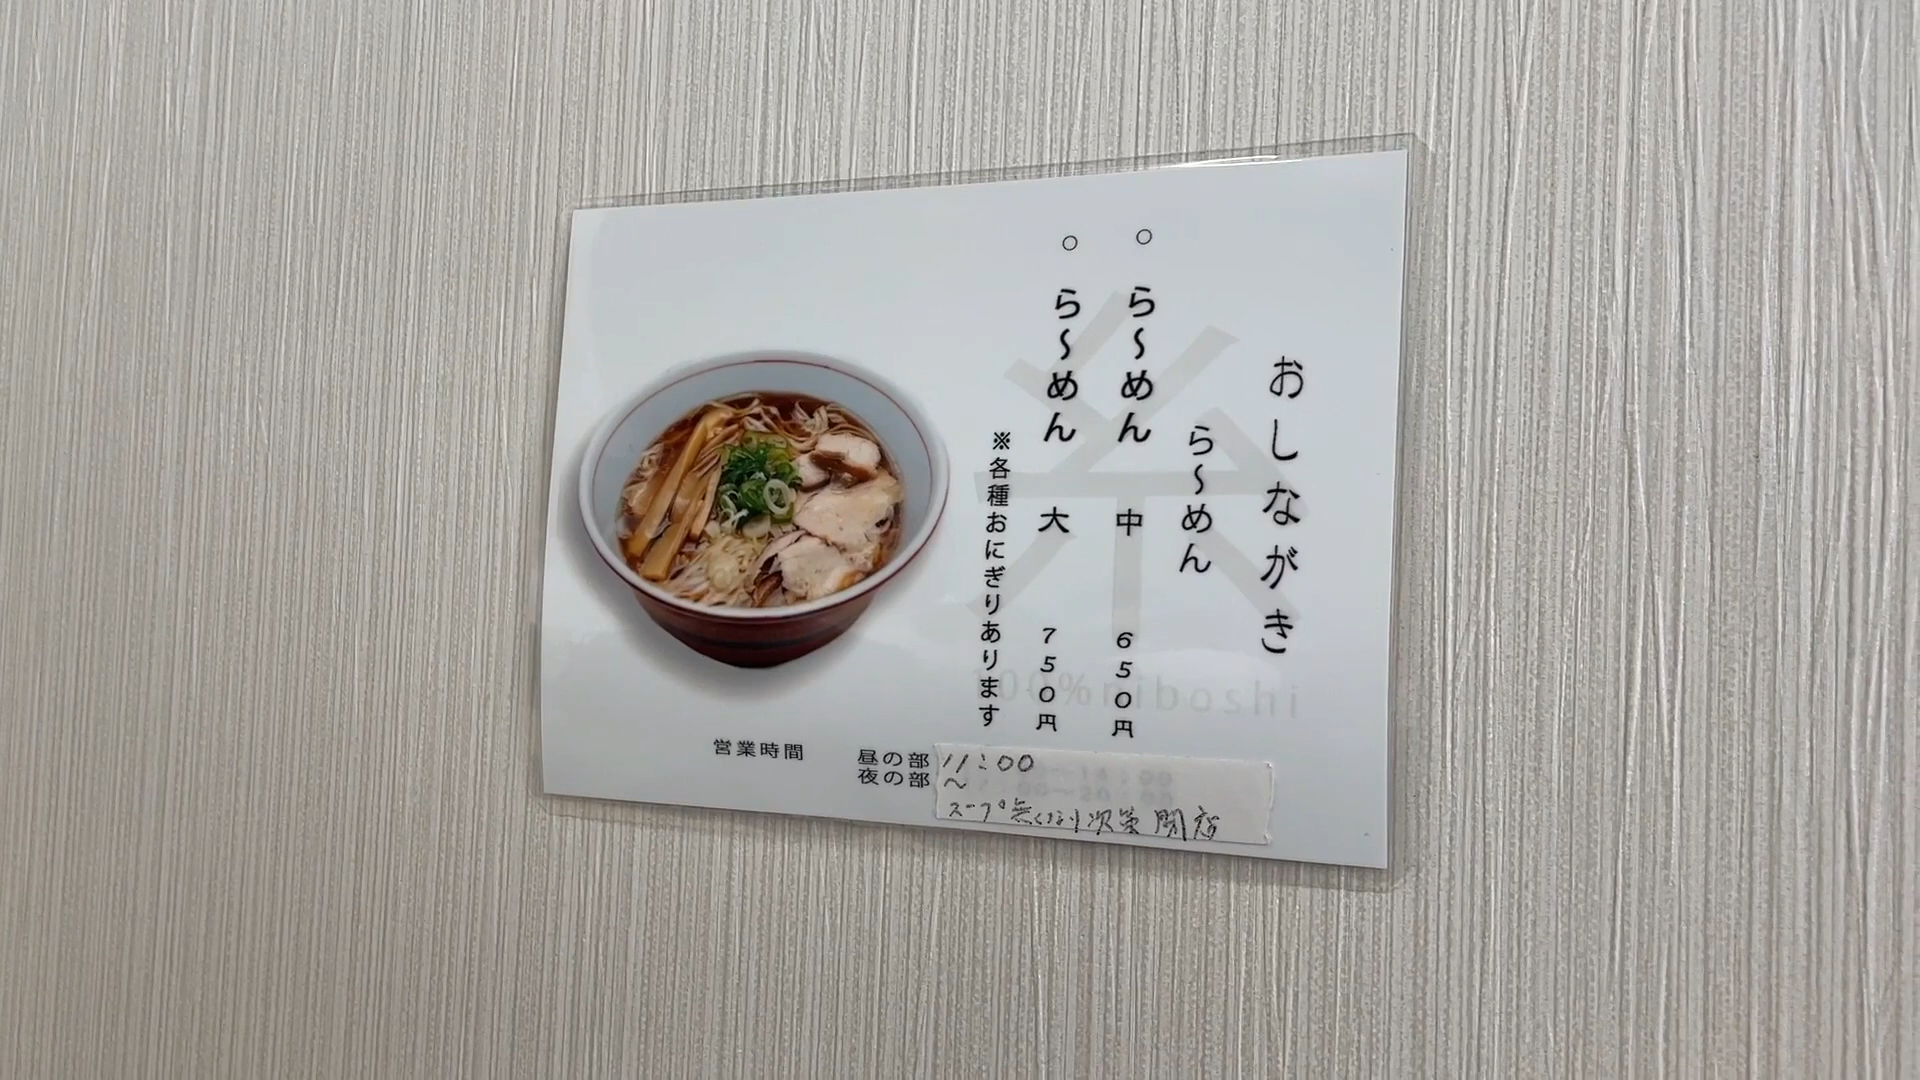 おしながき
ら～めん
○ ら～めん 中 650円
○ ら～めん 大 750円
※各種おにぎりあります
糸
100%niboshi
営業時間
昼の部 11:00
夜の部 ～
スープ無くなり次第閉店